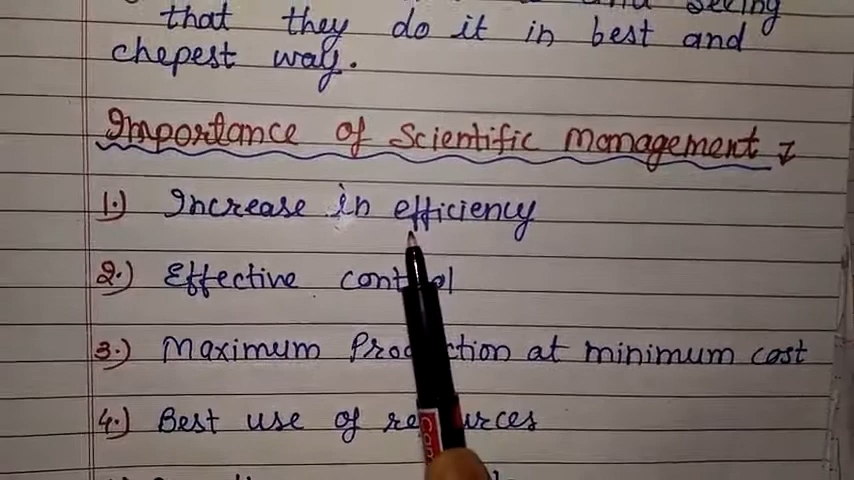 that they do it in best and
chepest way.
Importance of Scientific Management
1.) Increase in efficiency
2.) Effective control
3.) Maximum Production at minimum cost
4.) Best use of resources